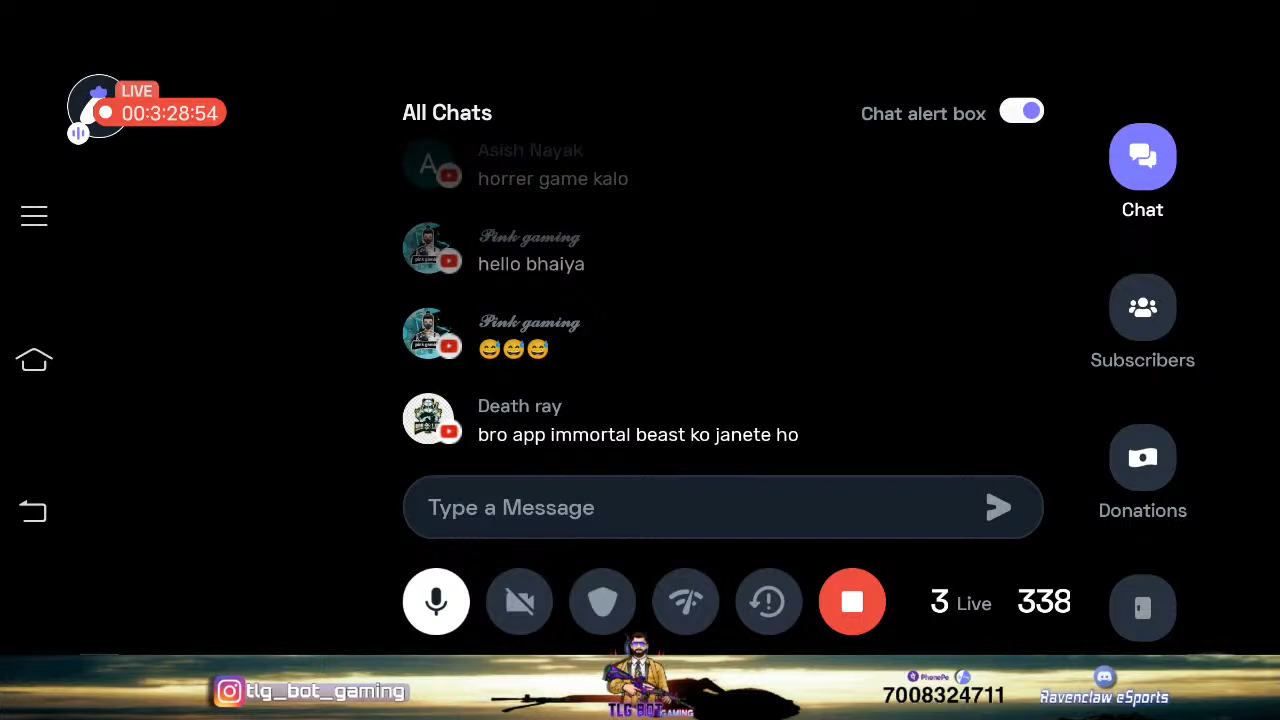 LIVE
00:3:28:54
All Chats
Chat alert box
Asish Nayak
horrer game kalo
𝒫𝒾𝓃𝓀 𝑔𝒶𝓂𝒾𝓃𝑔
hello bhaiya
𝒫𝒾𝓃𝓀 𝑔𝒶𝓂𝒾𝓃𝑔
😅😅😅
Death ray
bro app immortal beast ko janete ho
Type a Message
Chat
Subscribers
Donations
3 Live 338
tlg_bot_gaming
TLG BOT
GAMING
PhonePe
7008324711
Ravenclaw eSports